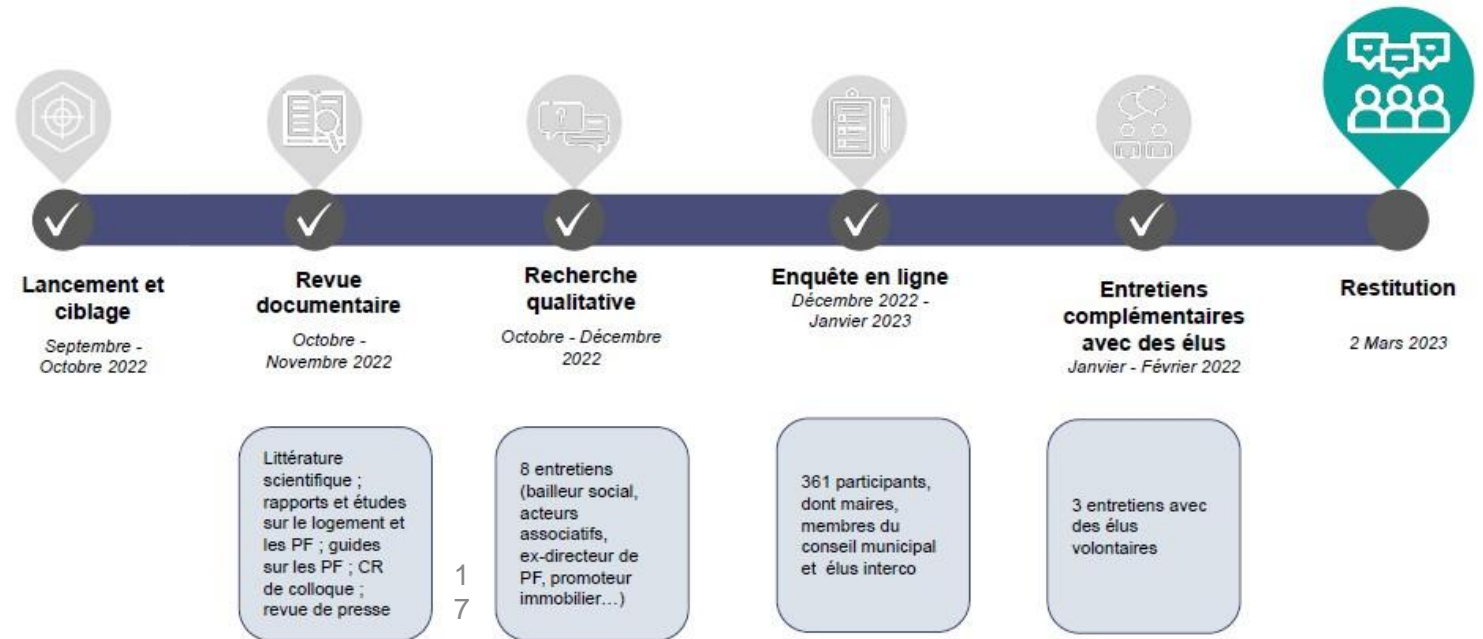 Lancement et
ciblage
Septembre -
Octobre 2022
Revue
documentaire
Octobre -
Novembre 2022
Recherche
qualitative
Octobre - Décembre
2022
Enquête en ligne
Décembre 2022 -
Janvier 2023
Entretiens
complémentaires
avec des élus
Janvier - Février 2022
Restitution
2 Mars 2023
Littérature
scientifique ;
rapports et études
sur le logement et
les PF ; guides
sur les PF ; CR
de colloque ;
revue de presse
1
7
8 entretiens
(bailleur social,
acteurs
associatifs,
ex-directeur de
PF, promoteur
immobilier…)
361 participants,
dont maires,
membres du
conseil municipal
et élus interco
3 entretiens avec
des élus
volontaires